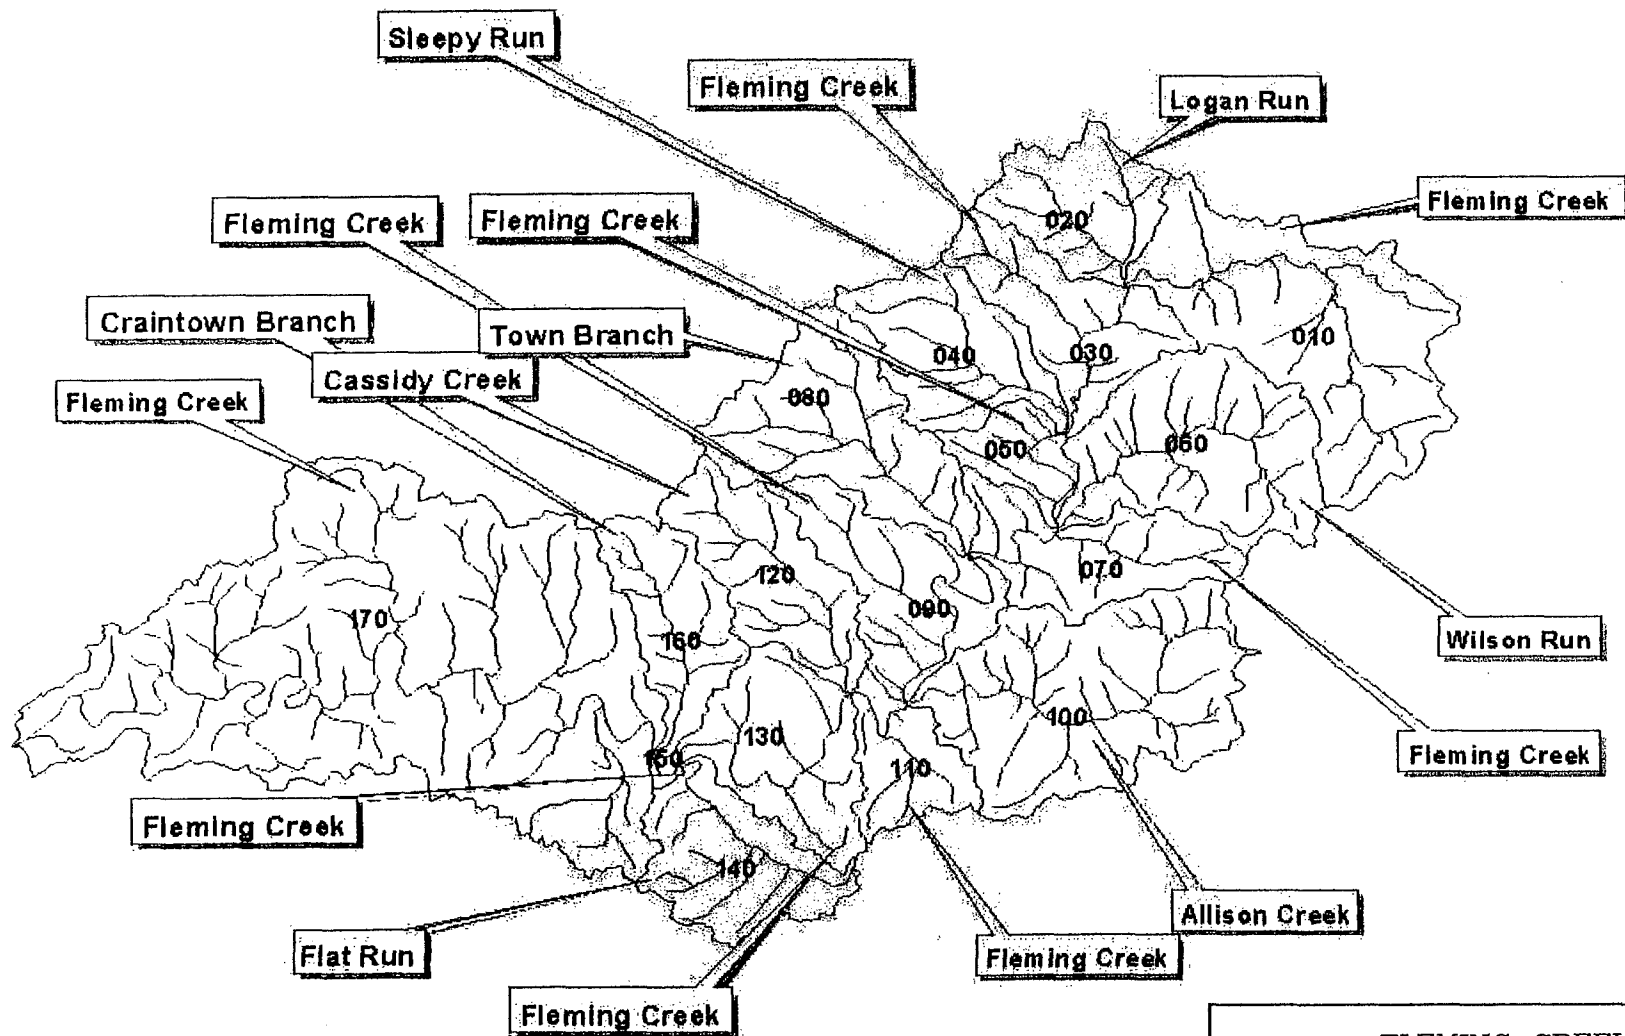 Sleepy Run
Fleming Creek
Logan Run
Fleming Creek
Fleming Creek
Fleming Creek
020
Craintown Branch
Town Branch
010
040
030
Cassidy Creek
Fleming Creek
080
050
060
120
070
090
170
160
Wilson Run
100
130
150
110
Fleming Creek
Fleming Creek
140
Allison Creek
Flat Run
Fleming Creek
Fleming Creek